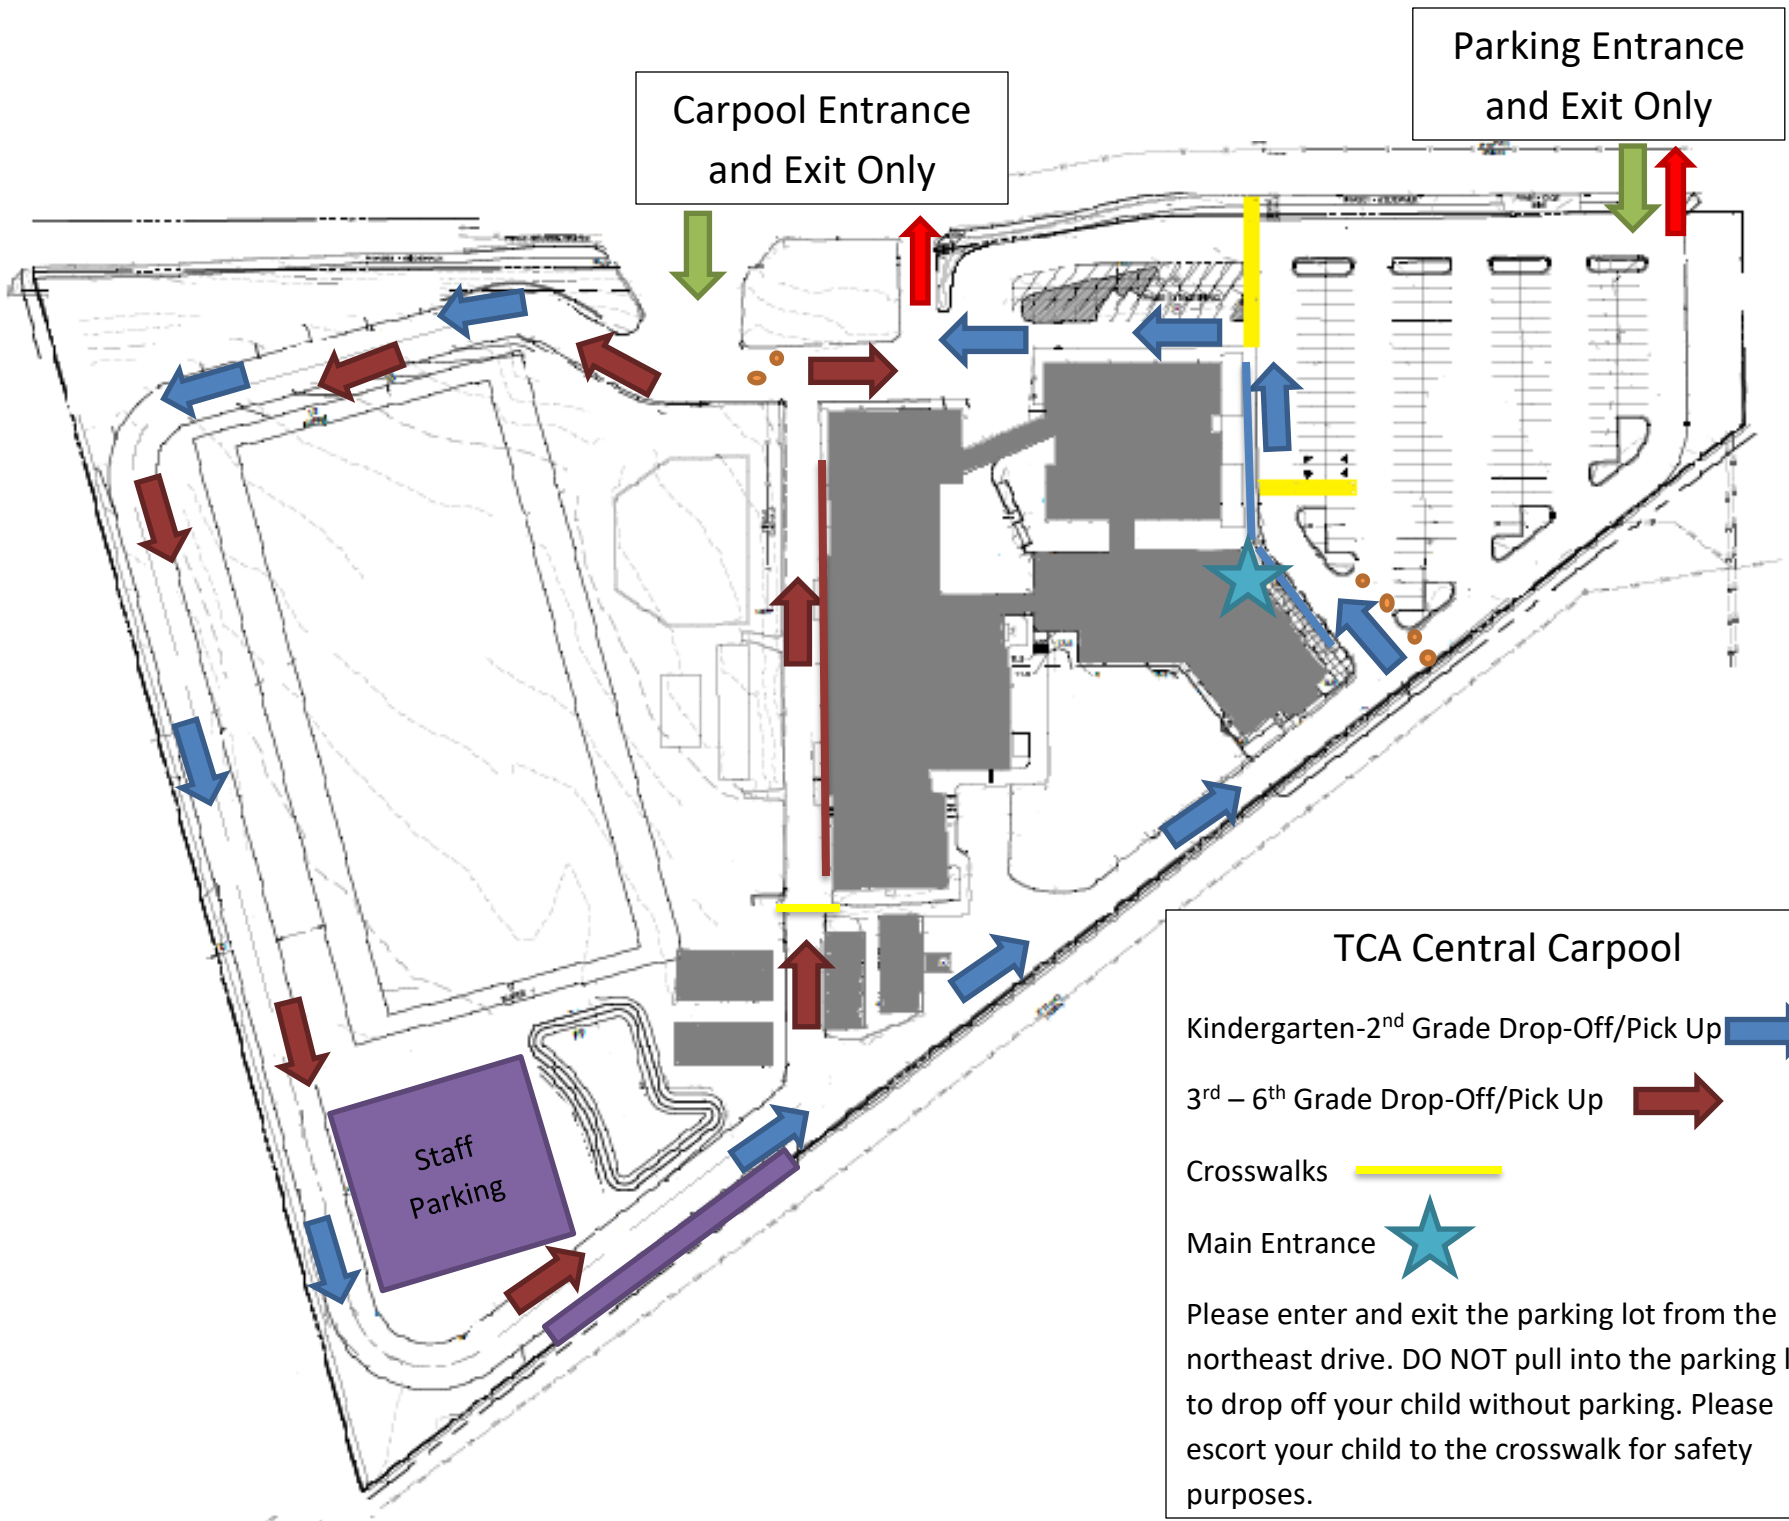 Parking Entrance
and Exit Only
Carpool Entrance
and Exit Only
Staff
Parking
TCA Central Carpool
Kindergarten-2nd Grade Drop-Off/Pick Up
3rd – 6th Grade Drop-Off/Pick Up
Crosswalks
Main Entrance
Please enter and exit the parking lot from the
northeast drive. DO NOT pull into the parking l
to drop off your child without parking. Please
escort your child to the crosswalk for safety
purposes.